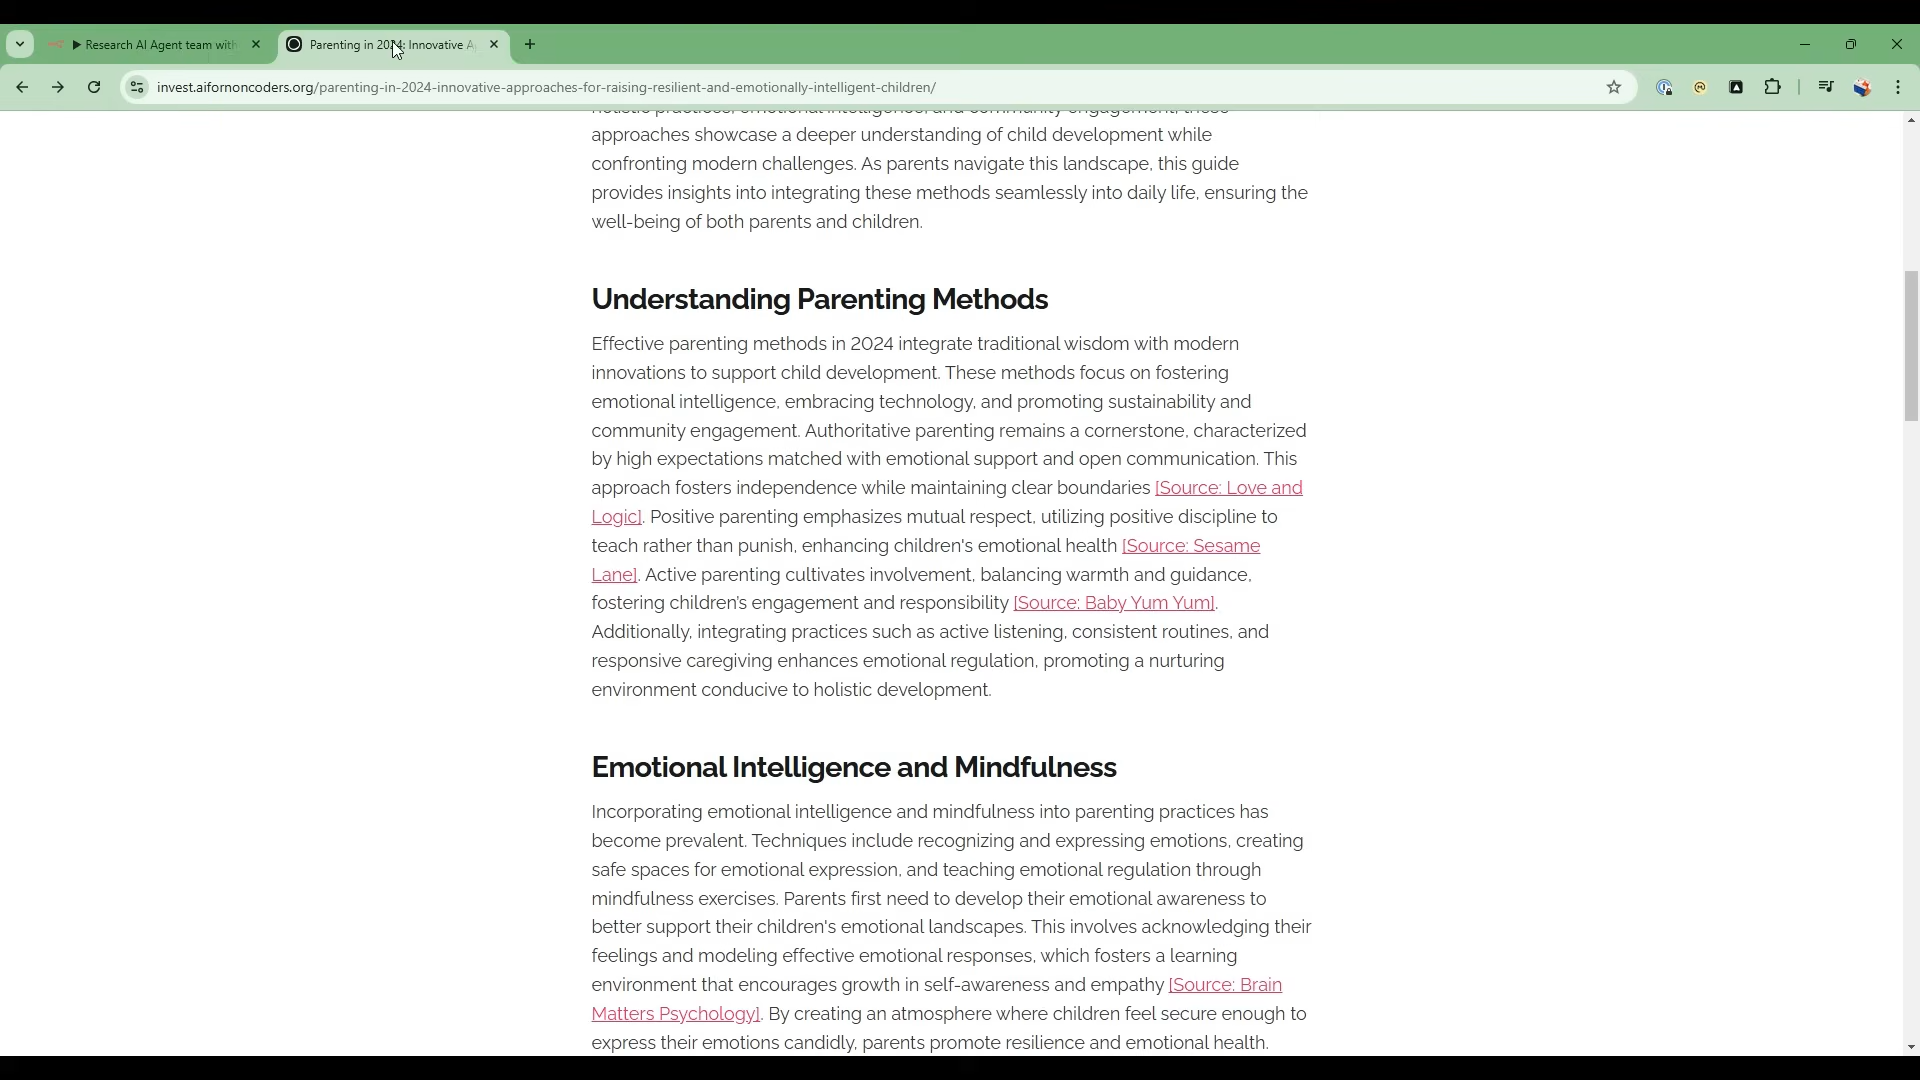 ▶ Research AI Agent team with
Parenting in 2024: Innovative A
invest.aifornoncoders.org/parenting-in-2024-innovative-approaches-for-raising-resilient-and-emotionally-intelligent-children/
holistic practices, emotional intelligence, and community engagement, these
approaches showcase a deeper understanding of child development while
confronting modern challenges. As parents navigate this landscape, this guide
provides insights into integrating these methods seamlessly into daily life, ensuring the
well-being of both parents and children.
Understanding Parenting Methods
Effective parenting methods in 2024 integrate traditional wisdom with modern
innovations to support child development. These methods focus on fostering
emotional intelligence, embracing technology, and promoting sustainability and
community engagement. Authoritative parenting remains a cornerstone, characterized
by high expectations matched with emotional support and open communication. This
approach fosters independence while maintaining clear boundaries [Source: Love and
Logic]. Positive parenting emphasizes mutual respect, utilizing positive discipline to
teach rather than punish, enhancing children's emotional health [Source: Sesame
Lane]. Active parenting cultivates involvement, balancing warmth and guidance,
fostering children’s engagement and responsibility [Source: Baby Yum Yum].
Additionally, integrating practices such as active listening, consistent routines, and
responsive caregiving enhances emotional regulation, promoting a nurturing
environment conducive to holistic development.
Emotional Intelligence and Mindfulness
Incorporating emotional intelligence and mindfulness into parenting practices has
become prevalent. Techniques include recognizing and expressing emotions, creating
safe spaces for emotional expression, and teaching emotional regulation through
mindfulness exercises. Parents first need to develop their emotional awareness to
better support their children's emotional landscapes. This involves acknowledging their
feelings and modeling effective emotional responses, which fosters a learning
environment that encourages growth in self-awareness and empathy [Source: Brain
Matters Psychology]. By creating an atmosphere where children feel secure enough to
express their emotions candidly, parents promote resilience and emotional health.